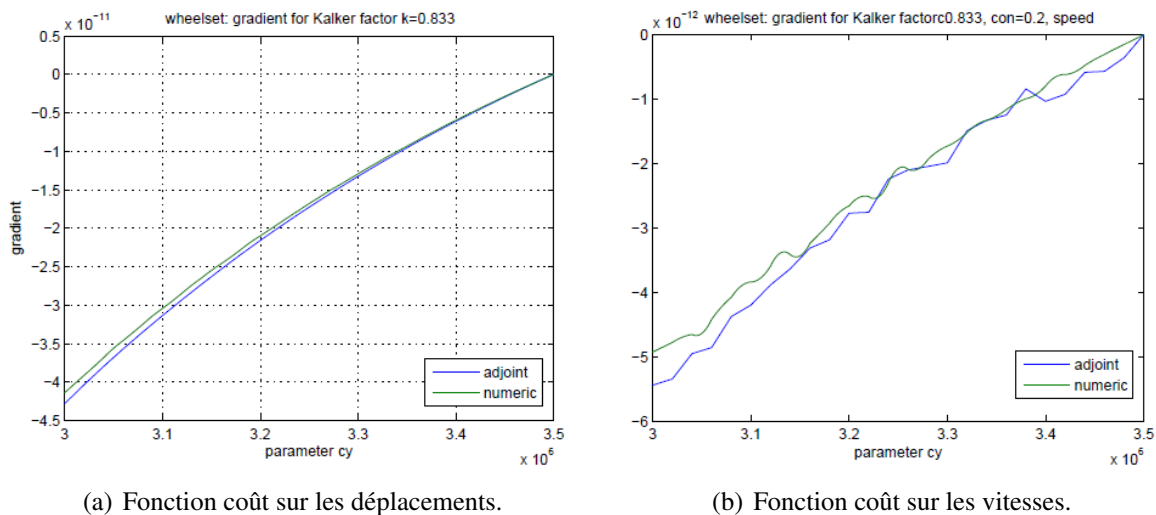 wheelset: gradient for Kalker factor k=0.833
x 10^-11
0.5
0
−0.5
−1
−1.5
−2
−2.5
−3
−3.5
−4
−4.5
gradient
3
3.1
3.2
3.3
3.4
3.5
x 10^6
parameter cy
adjoint
numeric
(a) Fonction coût sur les déplacements.
wheelset: gradient for Kalker factorc0.833, con=0.2, speed
x 10^-12
0
−1
−2
−3
−4
−5
−6
3
3.1
3.2
3.3
3.4
3.5
x 10^6
parameter cy
adjoint
numeric
(b) Fonction coût sur les vitesses.